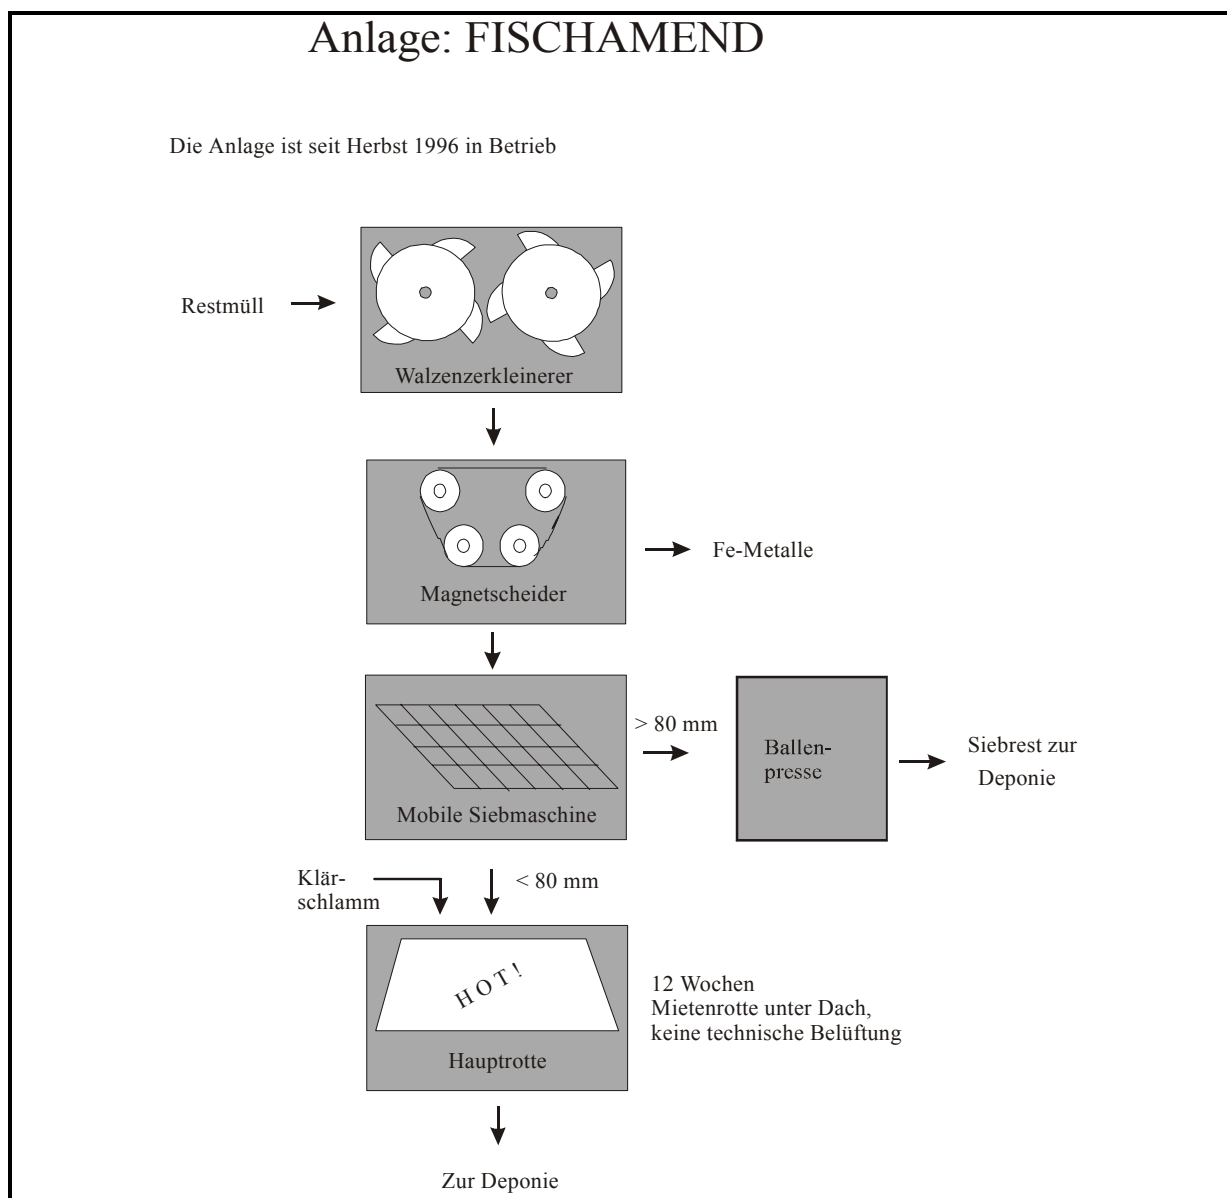 Anlage: FISCHAMEND
Die Anlage ist seit Herbst 1996 in Betrieb
Restmüll
Walzenzerkleinerer
Fe-Metalle
Magnetscheider
> 80 mm
Ballen-
presse
Siebrest zur
Deponie
Mobile Siebmaschine
Klär-
schlamm
< 80 mm
HOT!
12 Wochen
Mietenrotte unter Dach,
keine technische Belüftung
Hauptrotte
Zur Deponie